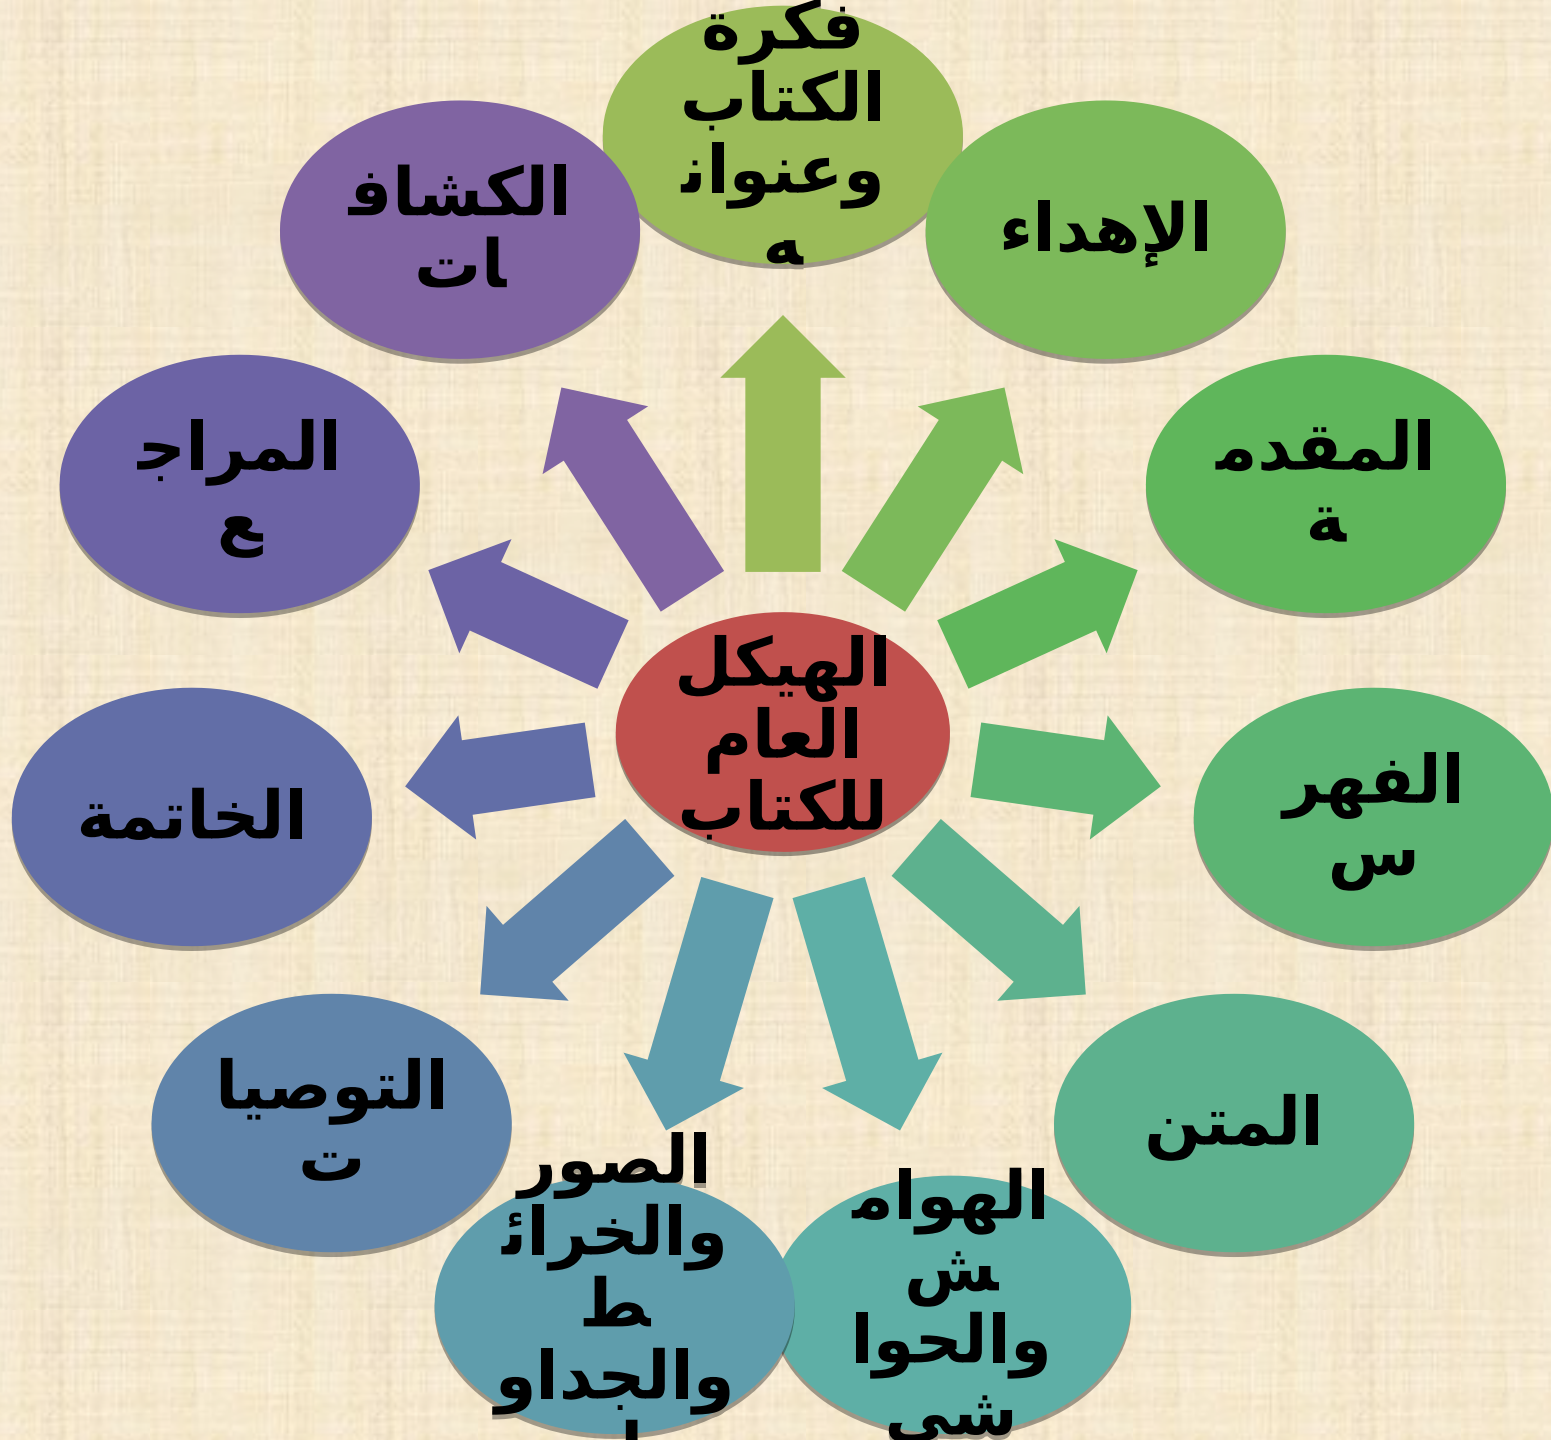 فكرة
الكتاب
وعنوان
ه
الإهداء
المقدم
ة
الفهر
س
المتن
الهوام
ش
والحوا
شي
الصور
والخرائ
ط
والجداو
ل
التوصيا
ت
الخاتمة
المراج
ع
الكشاف
ات
الهيكل
العام
للكتاب